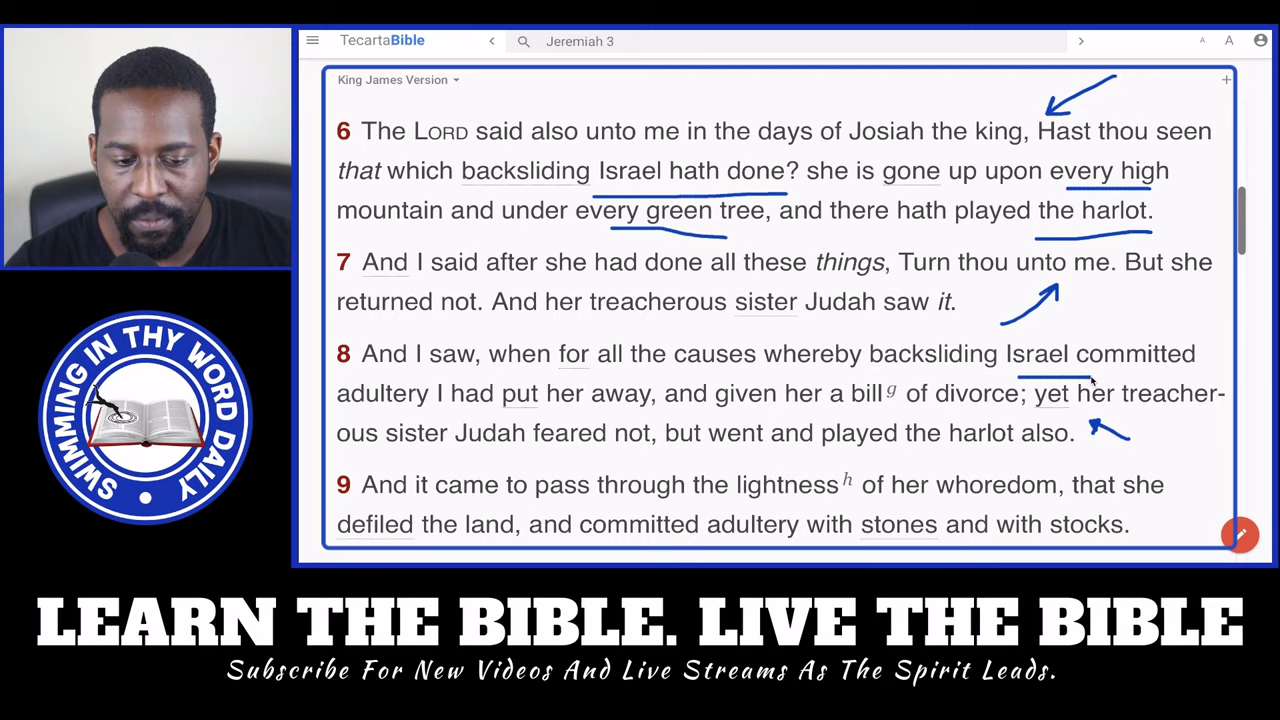 TecartaBible
Jeremiah 3
A A
King James Version
6 The LORD said also unto me in the days of Josiah the king, Hast thou seen
that which backsliding Israel hath done? she is gone up upon every high
mountain and under every green tree, and there hath played the harlot.
7 And I said after she had done all these things, Turn thou unto me. But she
returned not. And her treacherous sister Judah saw it.
8 And I saw, when for all the causes whereby backsliding Israel committed
adultery I had put her away, and given her a bill g of divorce; yet her treacher-
ous sister Judah feared not, but went and played the harlot also.
9 And it came to pass through the lightness h of her whoredom, that she
defiled the land, and committed adultery with stones and with stocks.
SWIMMING IN THY WORD DAILY
LEARN THE BIBLE. LIVE THE BIBLE
Subscribe For New Videos And Live Streams As The Spirit Leads.